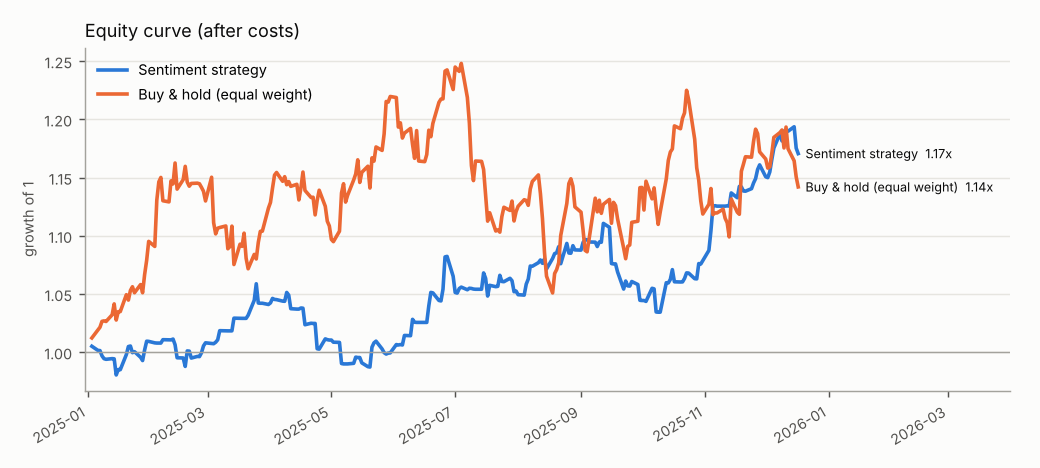 Equity curve (after costs)
Sentiment strategy
Buy & hold (equal weight)
growth of 1
1.25
1.20
1.15
1.10
1.05
1.00
Sentiment strategy 1.17x
Buy & hold (equal weight) 1.14x
2025-01
2025-03
2025-05
2025-07
2025-09
2025-11
2026-01
2026-03